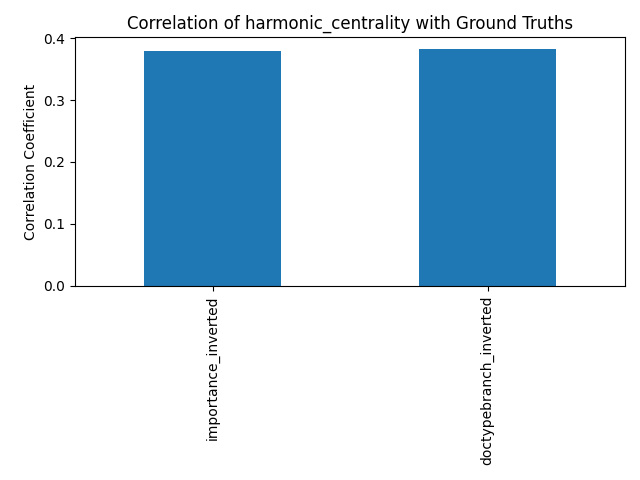 Correlation of harmonic_centrality with Ground Truths
Correlation Coefficient
0.4
0.3
0.2
0.1
0.0
importance_inverted
doctypebranch_inverted